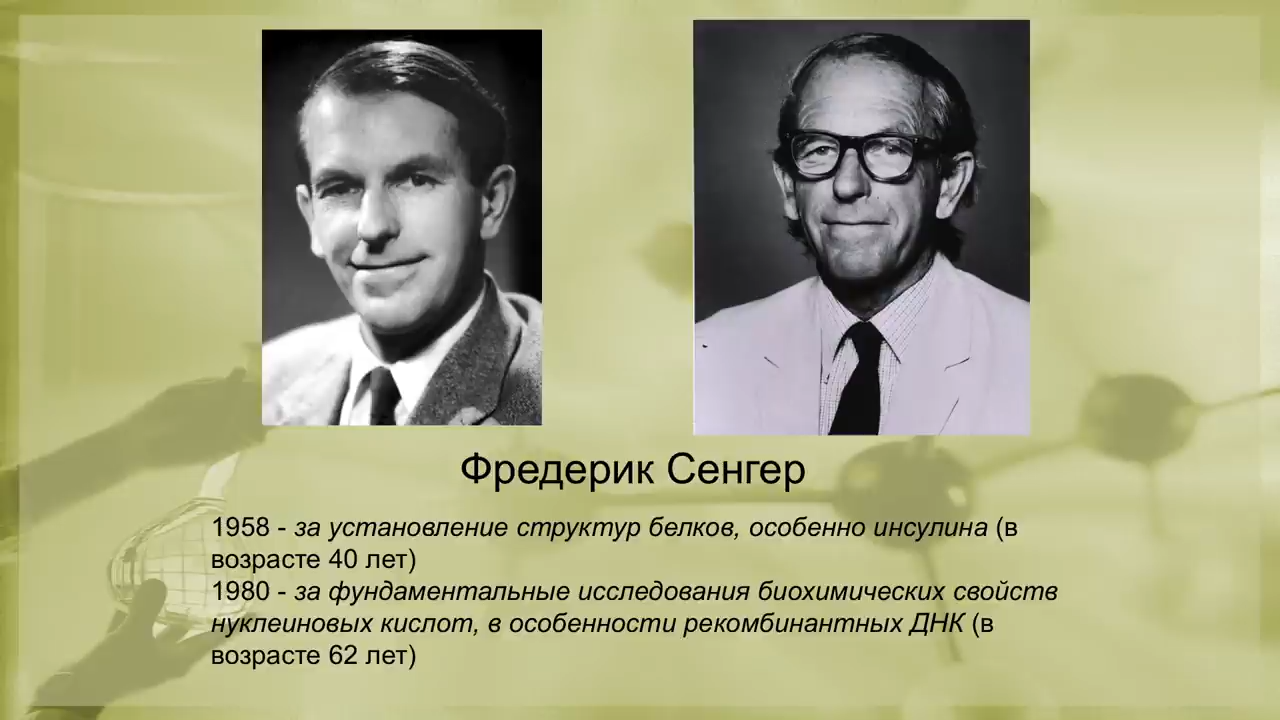 Фредерик Сенгер
1958 - за установление структур белков, особенно инсулина (в
возрасте 40 лет)
1980 - за фундаментальные исследования биохимических свойств
нуклеиновых кислот, в особенности рекомбинантных ДНК (в
возрасте 62 лет)